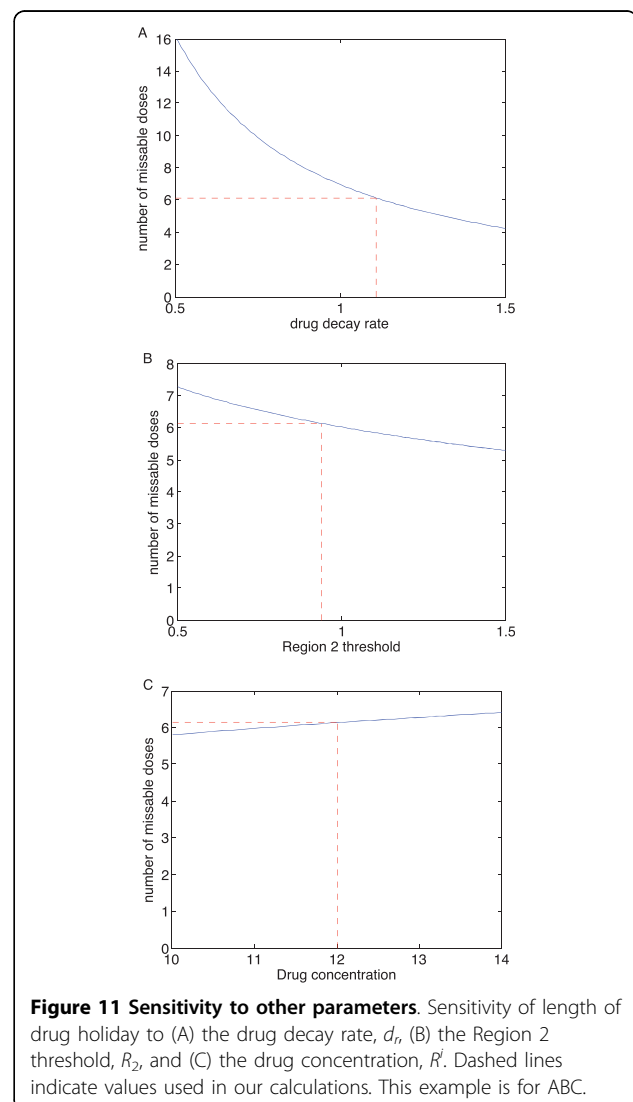 A
16
14
12
10
8
6
4
2
0
number of missable doses
0.5
1
1.5
drug decay rate
B
8
7
6
5
4
3
2
1
0
number of missable doses
0.5
1
1.5
Region 2 threshold
C
7
6
5
4
3
2
1
0
number of missable doses
10
11
12
13
14
Drug concentration
Figure 11 Sensitivity to other parameters. Sensitivity of length of
drug holiday to (A) the drug decay rate, dr, (B) the Region 2
threshold, R2, and (C) the drug concentration, Ri. Dashed lines
indicate values used in our calculations. This example is for ABC.